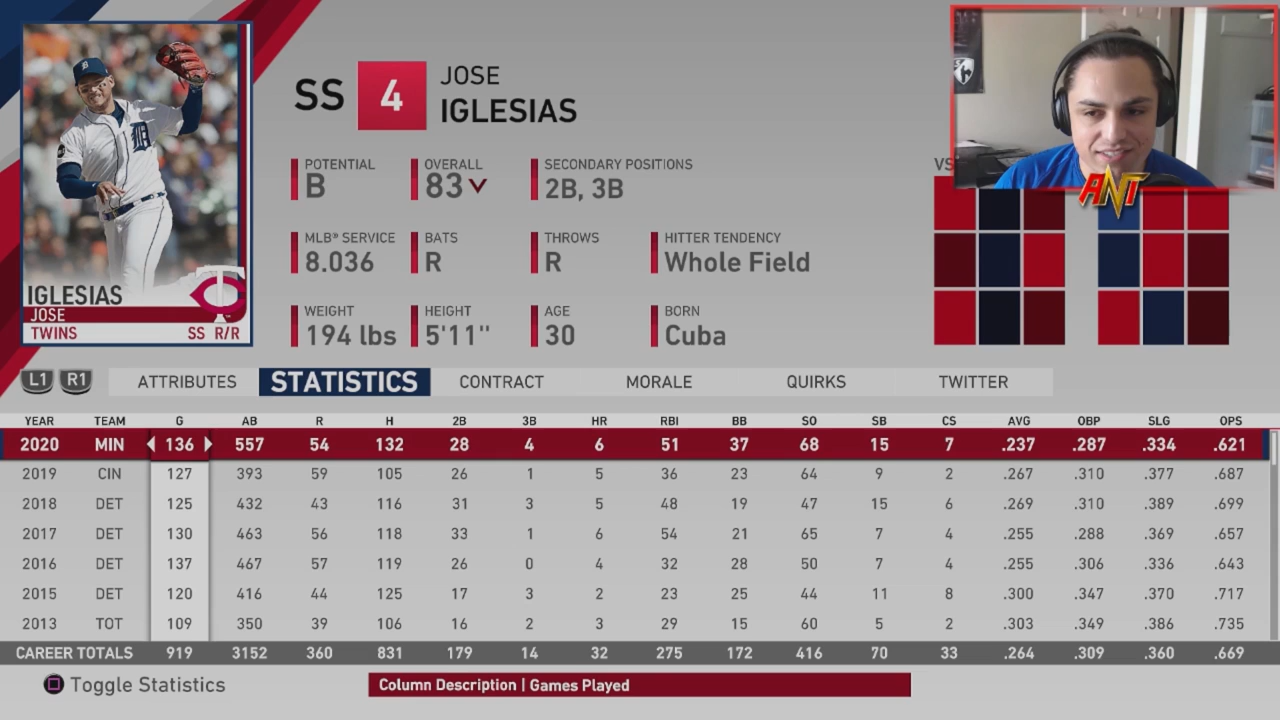 SS 4 JOSE
IGLESIAS
POTENTIAL OVERALL SECONDARY POSITIONS
B 83 2B, 3B
MLB® SERVICE BATS THROWS HITTER TENDENCY
8.036 R R Whole Field
WEIGHT HEIGHT AGE BORN
194 lbs 5'11" 30 Cuba
IGLESIAS
JOSE
TWINS SS R/R
VS
ANT
L1 R1 ATTRIBUTES STATISTICS CONTRACT MORALE QUIRKS TWITTER
YEAR TEAM G AB R H 2B 3B HR RBI BB SO SB CS AVG OBP SLG OPS
2020 MIN 136 557 54 132 28 4 6 51 37 68 15 7 .237 .287 .334 .621
2019 CIN 127 393 59 105 26 1 5 36 23 64 9 2 .267 .310 .377 .687
2018 DET 125 432 43 116 31 3 5 48 19 47 15 6 .269 .310 .389 .699
2017 DET 130 463 56 118 33 1 6 54 21 65 7 4 .255 .288 .369 .657
2016 DET 137 467 57 119 26 0 4 32 28 50 7 4 .255 .306 .336 .643
2015 DET 120 416 44 125 17 3 2 23 25 44 11 8 .300 .347 .370 .717
2013 TOT 109 350 39 106 16 2 3 29 15 60 5 2 .303 .349 .386 .735
CAREER TOTALS 919 3152 360 831 179 14 32 275 172 416 70 33 .264 .309 .360 .669
Toggle Statistics
Column Description | Games Played